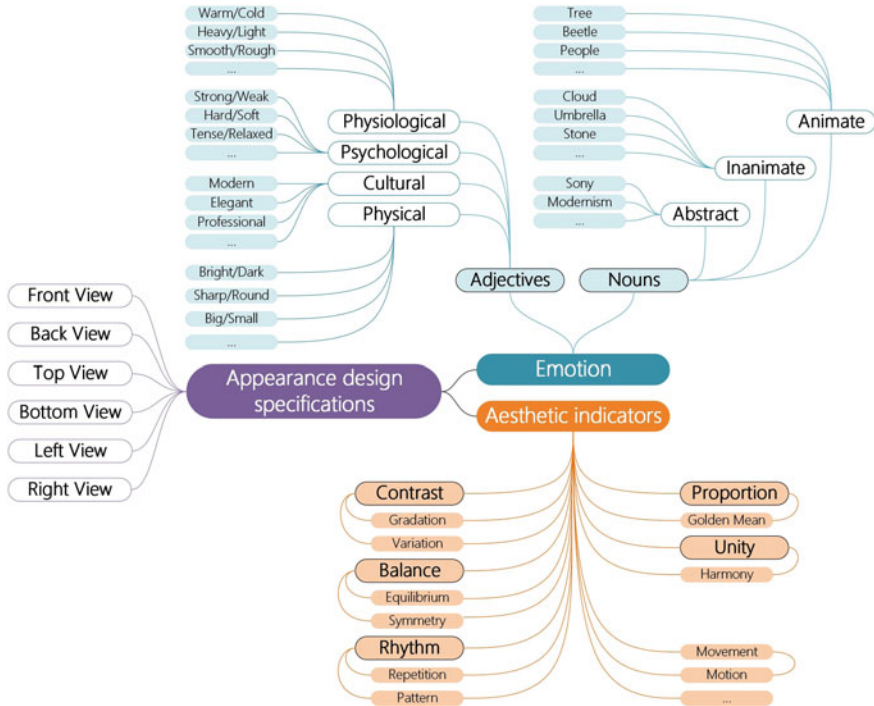 Warm/Cold
Heavy/Light
Smooth/Rough
...
Strong/Weak
Hard/Soft
Tense/Relaxed
...
Modern
Elegant
Professional
...
Bright/Dark
Sharp/Round
Big/Small
...
Physiological
Psychological
Cultural
Physical
Tree
Beetle
People
...
Cloud
Umbrella
Stone
...
Sony
Modernism
...
Animate
Inanimate
Abstract
Adjectives
Nouns
Front View
Back View
Top View
Bottom View
Left View
Right View
Appearance design
specifications
Emotion
Aesthetic indicators
Contrast
Gradation
Variation
Balance
Equilibrium
Symmetry
Rhythm
Repetition
Pattern
Proportion
Golden Mean
Unity
Harmony
Movement
Motion
...